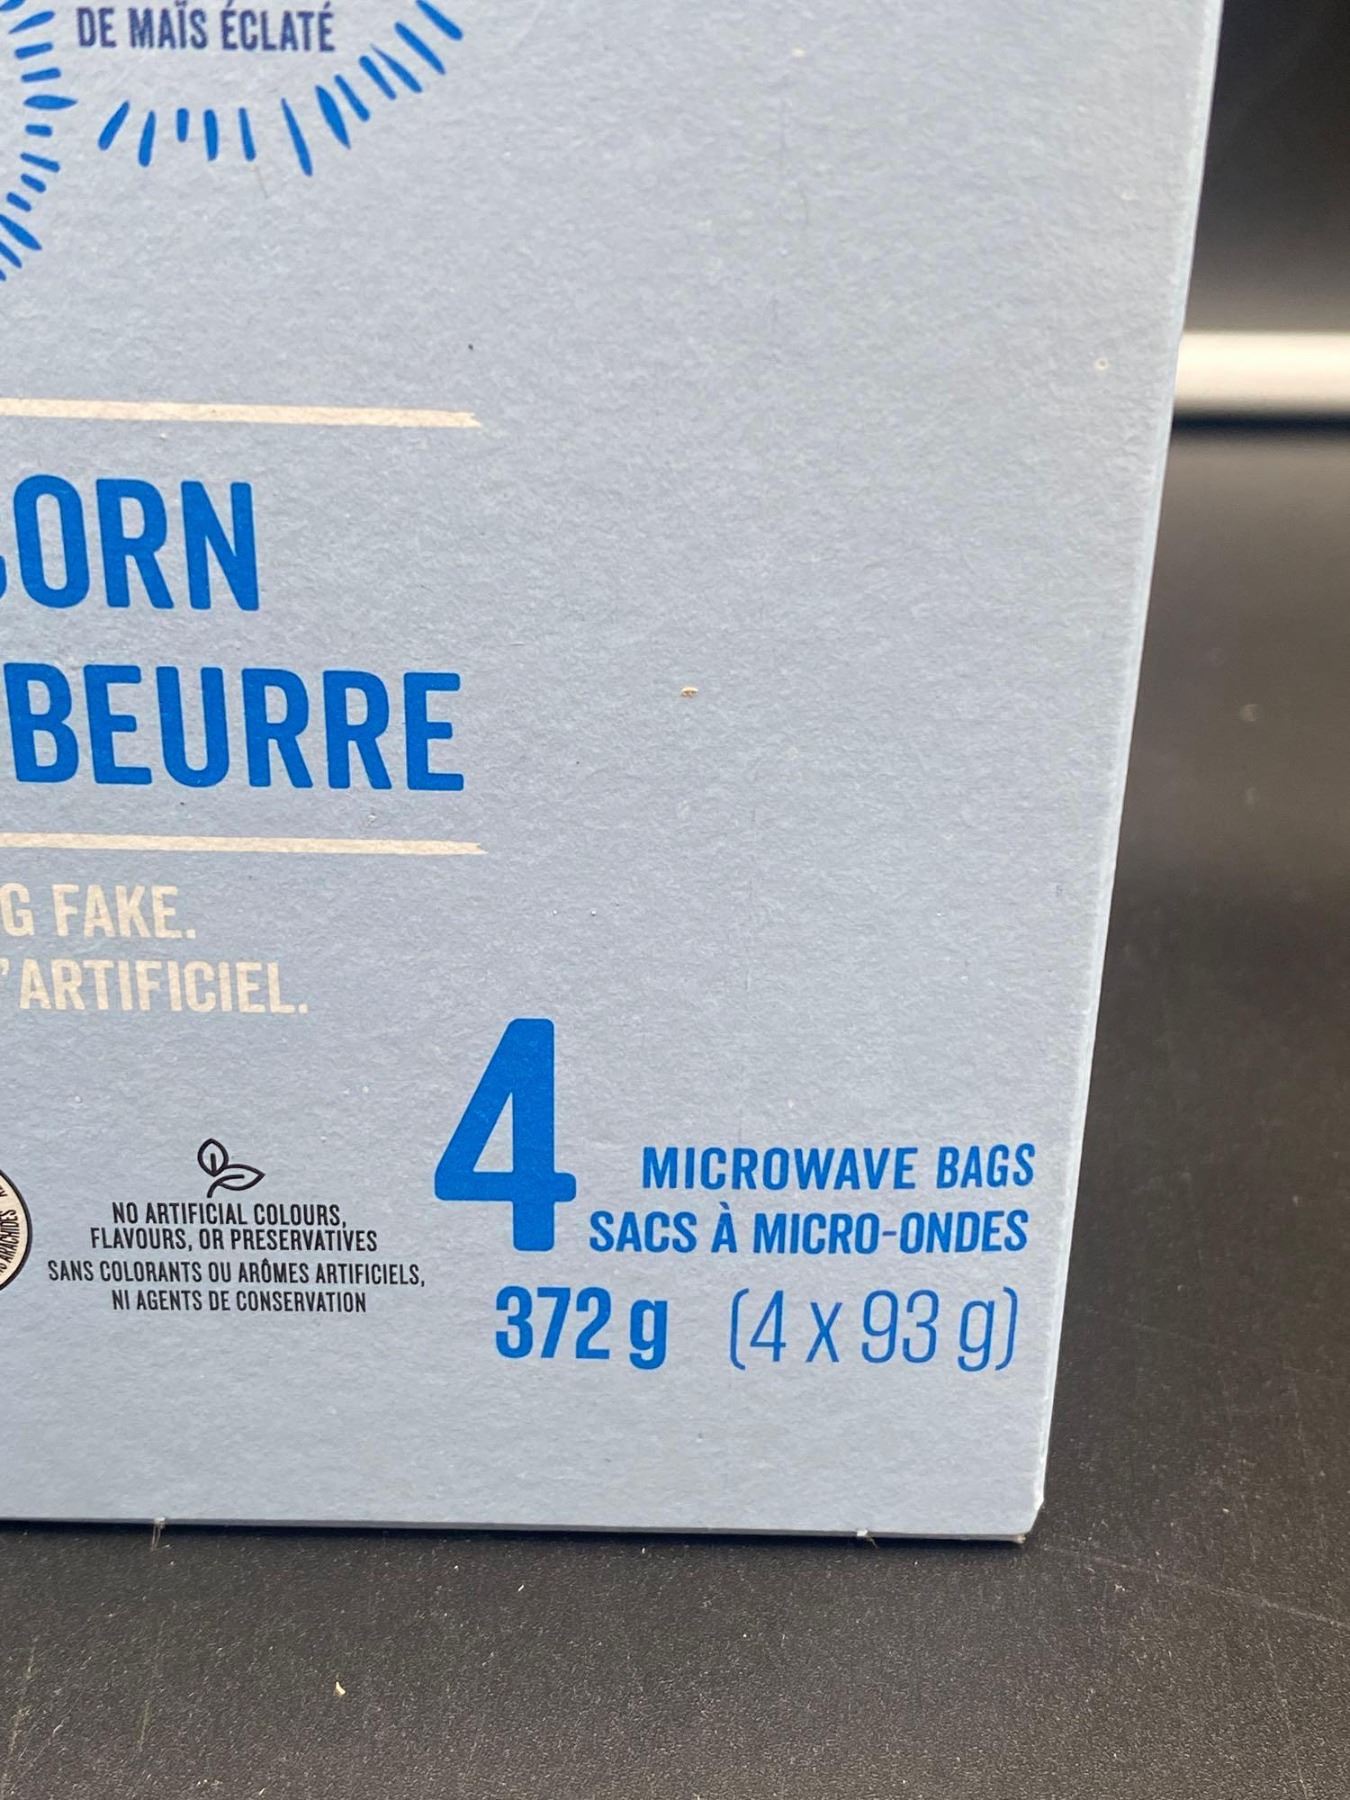 DE MAÏS ÉCLATÉ
CORN
BEURRE
G FAKE.
'ARTIFICIEL.
NO ARTIFICIAL COLOURS,
FLAVOURS, OR PRESERVATIVES
SANS COLORANTS OU ARÔMES ARTIFICIELS,
NI AGENTS DE CONSERVATION
4 MICROWAVE BAGS
SACS À MICRO-ONDES
372 g (4 x 93 g)